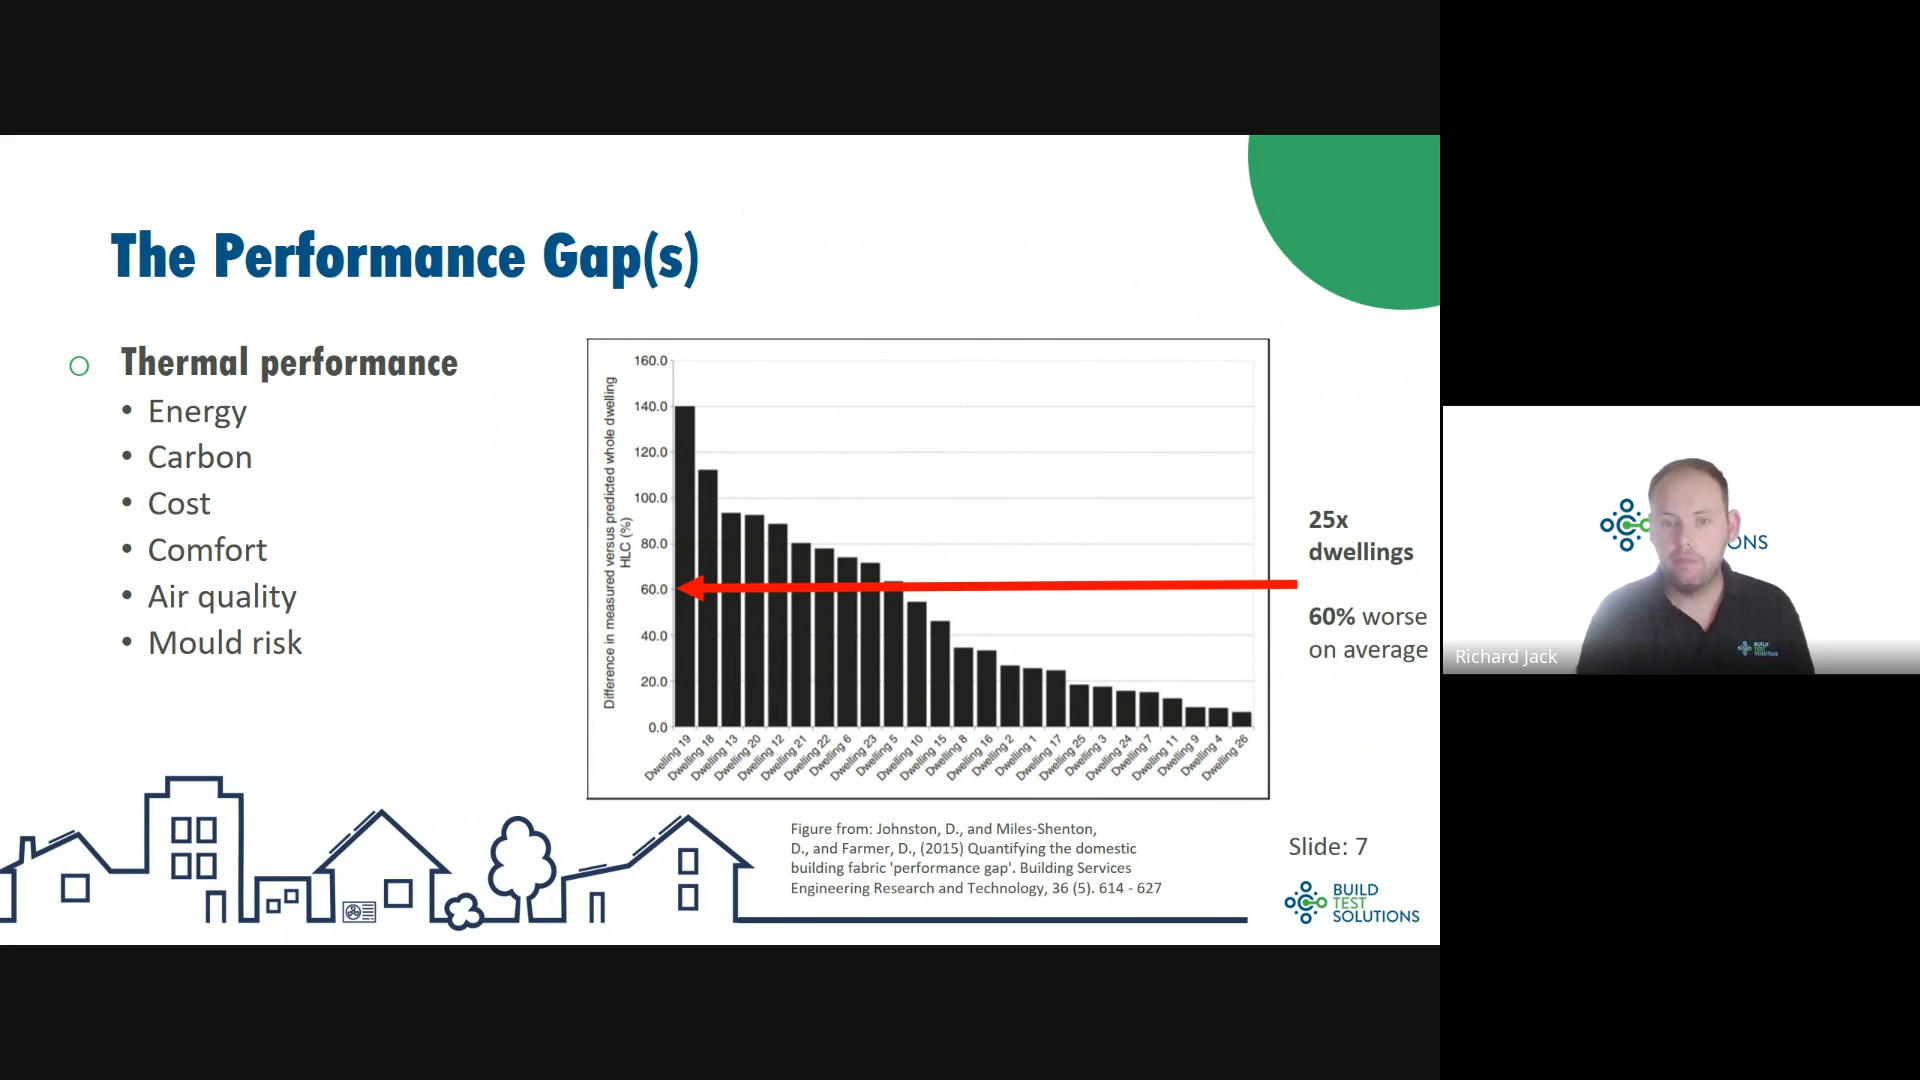 The Performance Gap(s)
Thermal performance
• Energy
• Carbon
• Cost
• Comfort
• Air quality
• Mould risk
Difference in measured versus predicted whole dwelling
HLC (%)
160.0
140.0
120.0
100.0
80.0
60.0
40.0
20.0
0.0
Dwelling 19
Dwelling 18
Dwelling 13
Dwelling 20
Dwelling 12
Dwelling 21
Dwelling 22
Dwelling 6
Dwelling 23
Dwelling 5
Dwelling 10
Dwelling 15
Dwelling 8
Dwelling 16
Dwelling 2
Dwelling 1
Dwelling 17
Dwelling 25
Dwelling 3
Dwelling 24
Dwelling 7
Dwelling 11
Dwelling 9
Dwelling 4
Dwelling 26
25x
dwellings
60% worse
on average
Figure from: Johnston, D., and Miles-Shenton,
D., and Farmer, D., (2015) Quantifying the domestic
building fabric 'performance gap'. Building Services
Engineering Research and Technology, 36 (5). 614 - 627
Slide: 7
BUILD
TEST
SOLUTIONS
ONS
BUILD
TEST
SOLUTIONS
Richard Jack